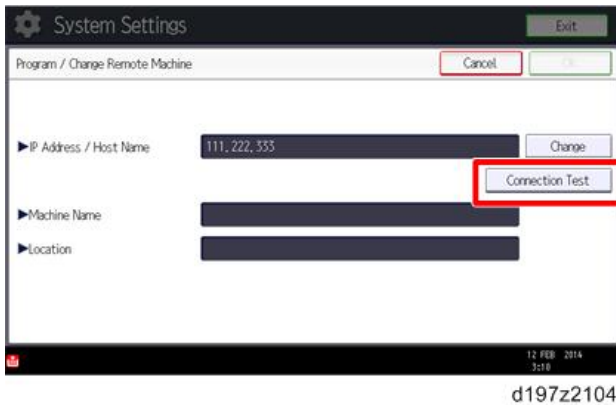 System Settings
Exit
Program / Change Remote Machine
Cancel
OK
▶IP Address / Host Name
111, 222, 333
Change
Connection Test
▶Machine Name
▶Location
12 FEB 2014
3:10
d197z2104